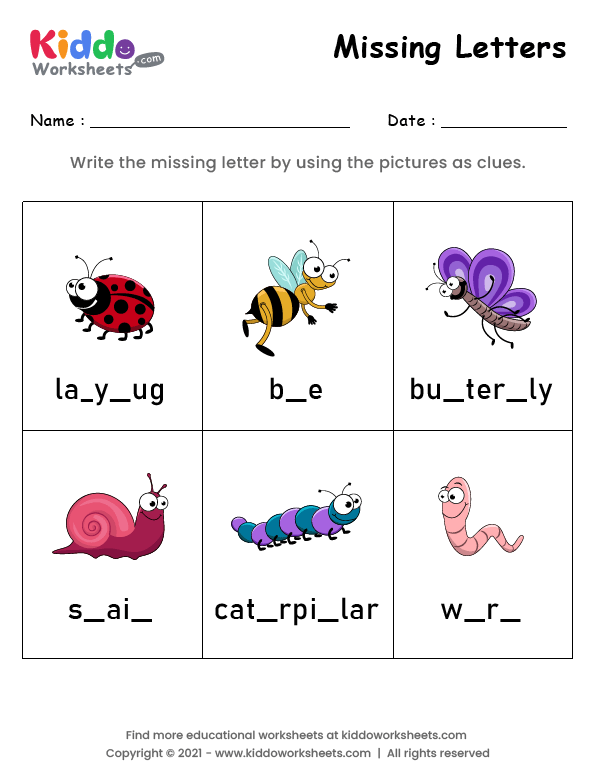 Kiddo
Worksheets .com
Missing Letters
Name : ______________ Date : ______________
Write the missing letter by using the pictures as clues.
la_y_ug b_e bu_ter_ly
s_ai_ cat_rpi_lar w_r_
Find more educational worksheets at kiddoworksheets.com
Copyright © 2021 - www.kiddoworksheets.com | All rights reserved